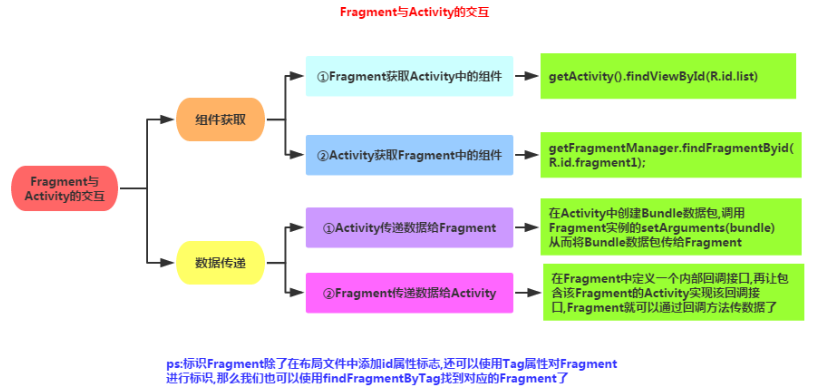 Fragment与Activity的交互
①Fragment获取Activity中的组件
getActivity().findViewById(R.id.list)
组件获取
②Activity获取Fragment中的组件
getFragmentManager.findFragmentByid(
R.id.fragment1);
Fragment与
Activity的交互
①Activity传递数据给Fragment
在Activity中创建Bundle数据包,调用
Fragment实例的setArguments(bundle)
从而将Bundle数据包传给Fragment
数据传递
②Fragment传递数据给Activity
在Fragment中定义一个内部回调接口,再让包
含该Fragment的Activity实现该回调接
口,Fragment就可以通过回调方法传数据了
ps:标识Fragment除了在布局文件中添加id属性标志,还可以使用Tag属性对Fragment
进行标识,那么我们也可以使用findFragmentByTag找到对应的Fragment了